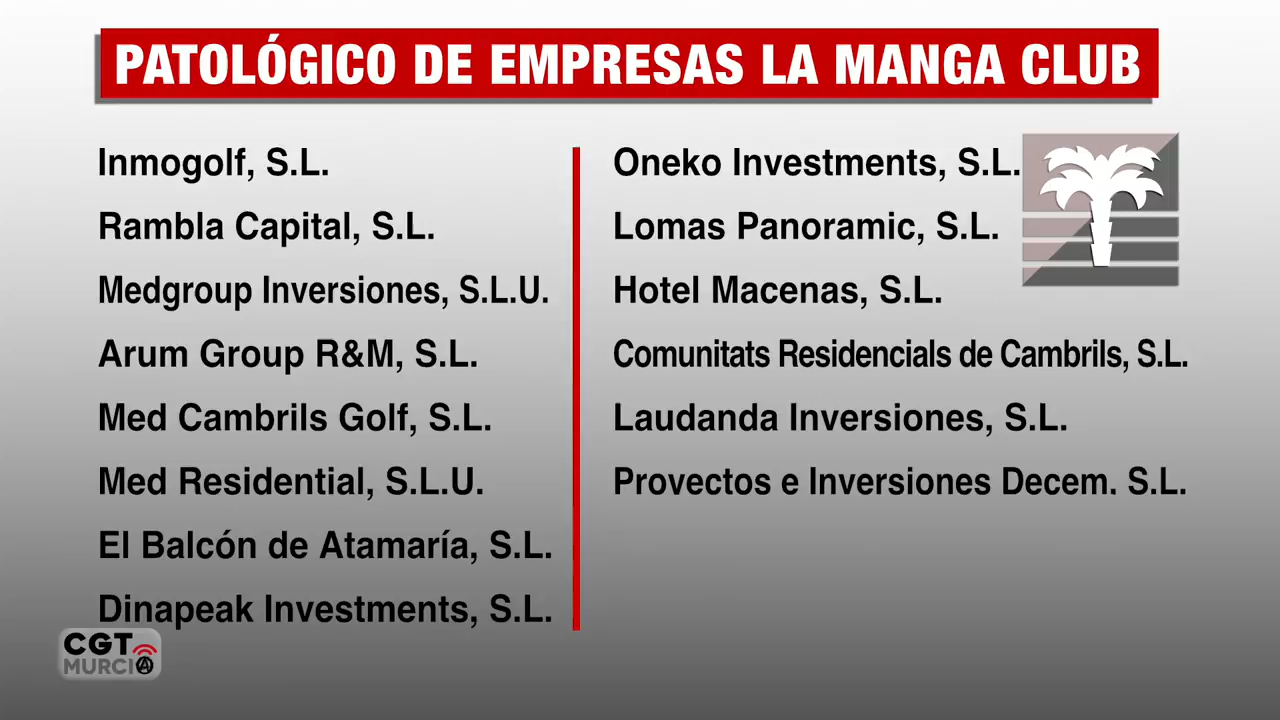 PATOLÓGICO DE EMPRESAS LA MANGA CLUB
Inmogolf, S.L.
Rambla Capital, S.L.
Medgroup Inversiones, S.L.U.
Arum Group R&M, S.L.
Med Cambrils Golf, S.L.
Med Residential, S.L.U.
El Balcón de Atamaría, S.L.
Dinapeak Investments, S.L.
Oneko Investments, S.L.
Lomas Panoramic, S.L.
Hotel Macenas, S.L.
Comunitats Residencials de Cambrils, S.L.
Laudanda Inversiones, S.L.
Proyectos e Inversiones Decem, S.L.
CGT
MURCIA